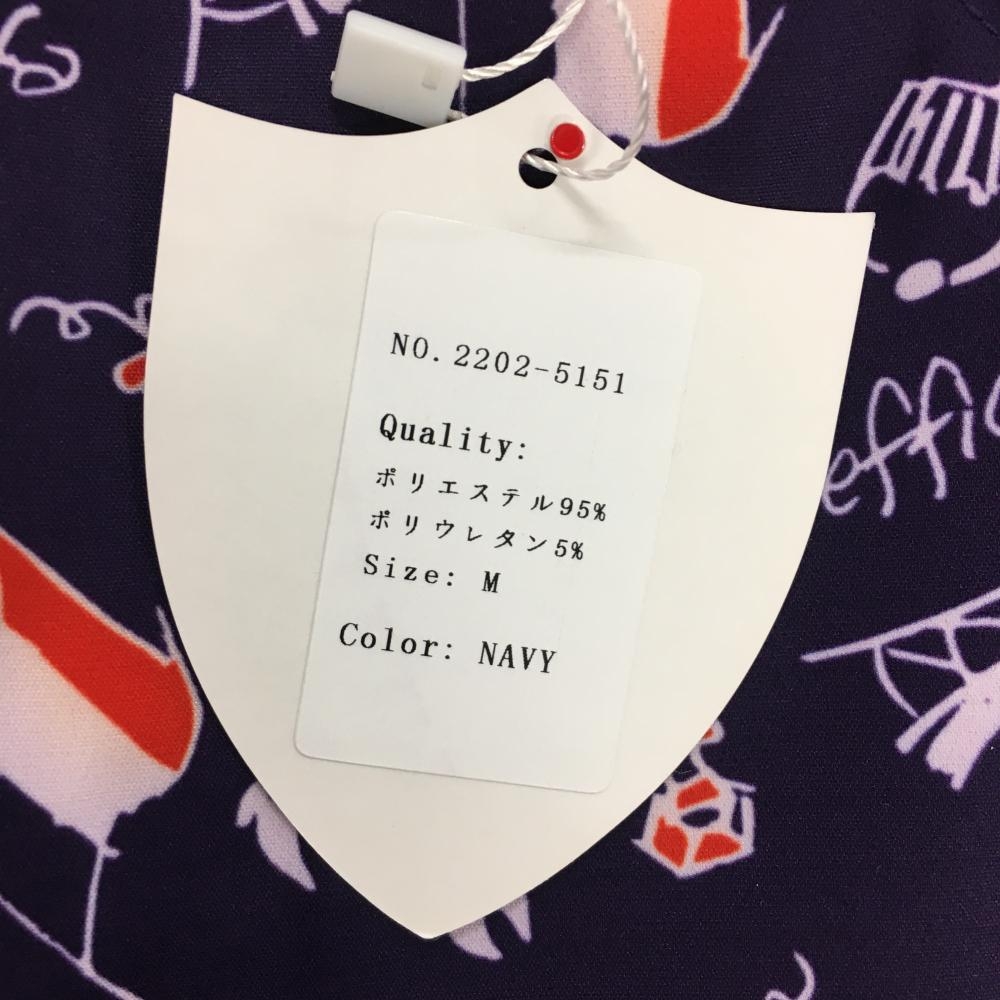 NO.2202-5151
Quality:
ポリエステル95%
ポリウレタン5%
Size: M
Color: NAVY